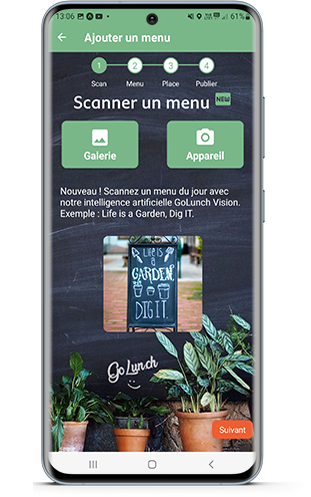 13:06 61%
Ajouter un menu
1 2 3 4
Scan Menu Place Publier
Scanner un menu NEW
Galerie Appareil
Nouveau ! Scannez un menu du jour avec
notre intelligence artificielle GoLunch Vision.
Exemple : Life is a Garden, Dig IT.
LIFE IS
a
GARDEN,
DIG IT.
Go Lunch
Suivant